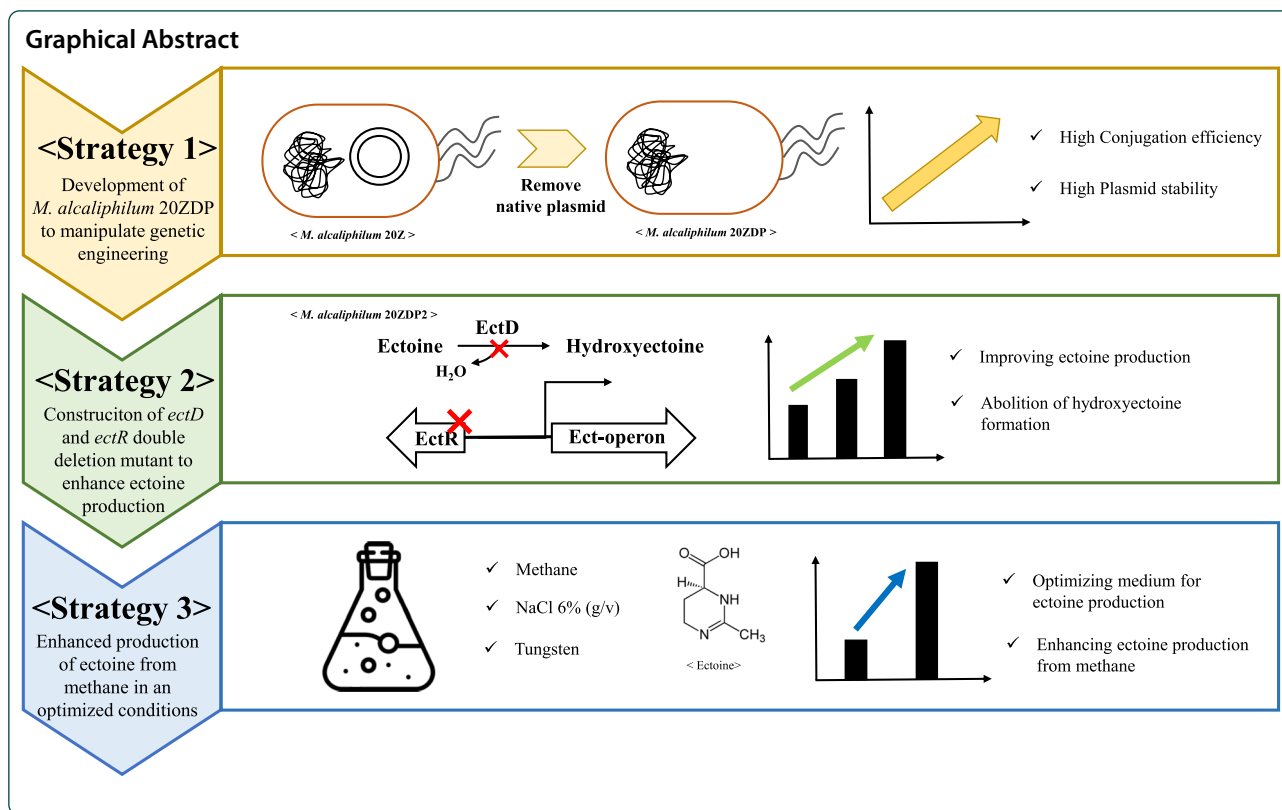 Graphical Abstract
<Strategy 1>
Development of
M. alcaliphilum 20ZDP
to manipulate genetic
engineering
< M. alcaliphilum 20Z >
Remove
native plasmid
< M. alcaliphilum 20ZDP >
✓ High Conjugation efficiency
✓ High Plasmid stability
<Strategy 2>
Construciton of ectD
and ectR double
deletion mutant to
enhance ectoine
production
< M. alcaliphilum 20ZDP2 >
EctD
Ectoine
Hydroxyectoine
H₂O
EctR
Ect-operon
✓ Improving ectoine production
✓ Abolition of hydroxyectoine
formation
<Strategy 3>
Enhanced production
of ectoine from
methane in an
optimized conditions
✓ Methane
✓ NaCl 6% (g/v)
✓ Tungsten
O
OH
H
NH
N
CH₃
< Ectoine>
✓ Optimizing medium for
ectoine production
✓ Enhancing ectoine production
from methane